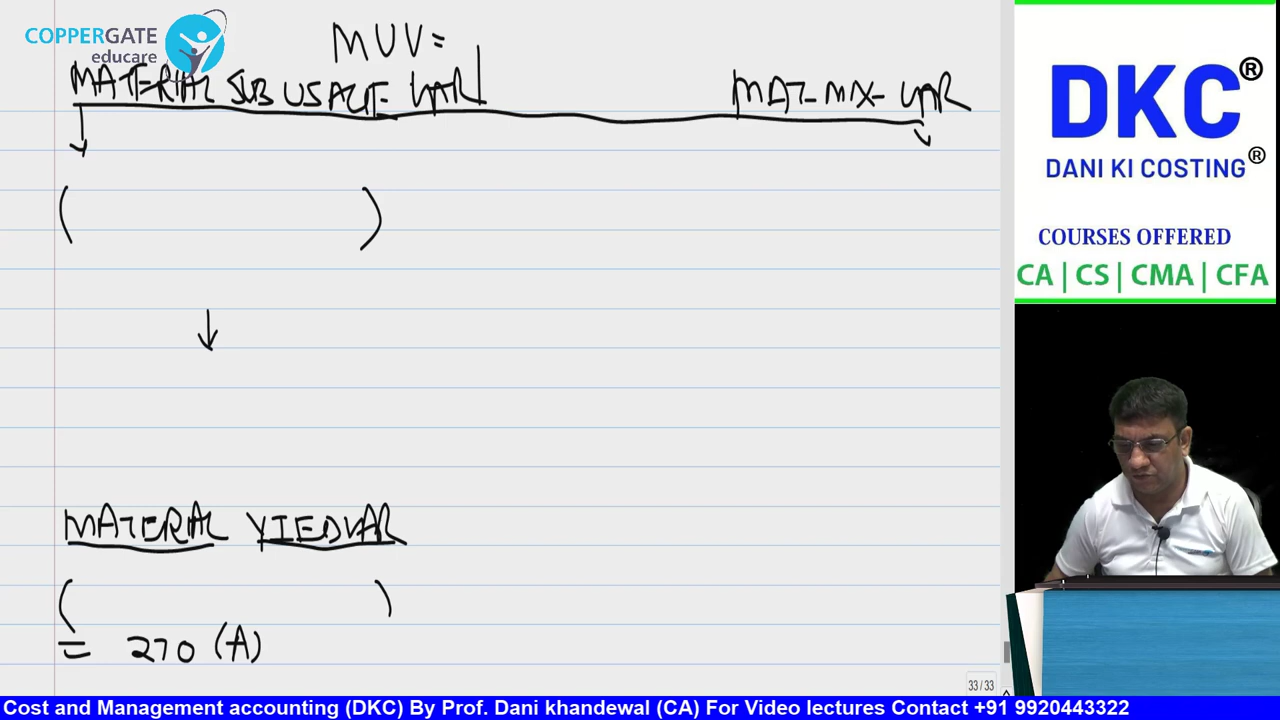 COPPERGATE
educare
MUV =
MATERIAL SUB USAGE VAR
MAT- MIX- VAR
( )
MATERIAL YIEDVAR
( )
= 270 (A)
33 / 33
DKC®
DANI KI COSTING®
COURSES OFFERED
CA | CS | CMA | CFA
Cost and Management accounting (DKC) By Prof. Dani khandewal (CA) For Video lectures Contact +91 9920443322